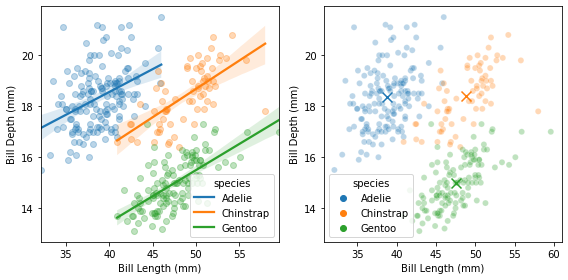 20
18
16
14
Bill Depth (mm)
35 40 45 50 55
Bill Length (mm)
species
Adelie
Chinstrap
Gentoo
20
18
16
14
Bill Depth (mm)
35 40 45 50 55 60
Bill Length (mm)
species
Adelie
Chinstrap
Gentoo